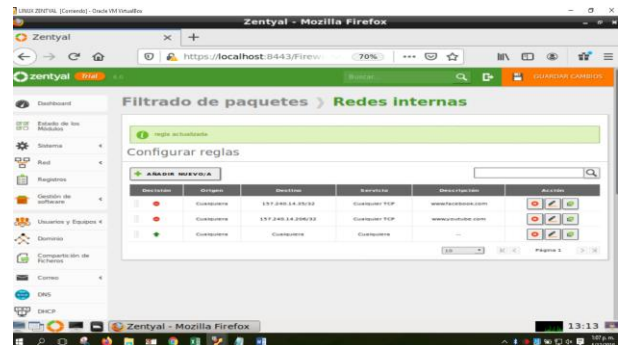 LINUX ZENTYAL [Corriendo] - Oracle VM VirtualBox
Zentyal - Mozilla Firefox
Zentyal
https://localhost:8443/Firew
70%
zentyal Trial
Buscar...
GUARDAR CAMBIOS
Dashboard
Estado de los Módulos
Sistema
Red
Registros
Gestión de software
Usuarios y Equipos
Dominio
Compartición de Ficheros
Correo
DNS
DHCP
Filtrado de paquetes
Redes internas
regla actualizada
Configurar reglas
AÑADIR NUEVO/A
Decisión Origen Destino Servicio Descripción Acción
Cualquiera 157.240.14.35/32 Cualquier TCP www.facebook.com
Cualquiera 157.240.14.206/32 Cualquier TCP www.youtube.com
Cualquiera Cualquiera Cualquiera --
10
Página 1
Zentyal - Mozilla Firefox
13:13
1:07 p. m.